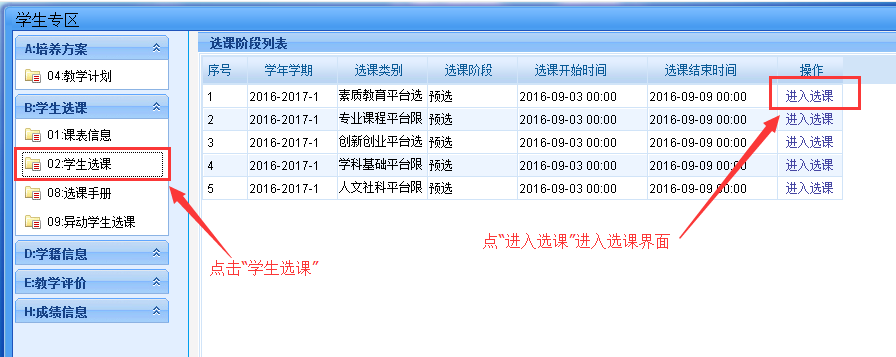 学生专区
A:培养方案
04:教学计划
B:学生选课
01:课表信息
02:学生选课
08:选课手册
09:异动学生选课
D:学籍信息
E:教学评价
H:成绩信息
选课阶段列表
序号 学年学期 选课类别 选课阶段 选课开始时间 选课结束时间 操作
1 2016-2017-1 素质教育平台选 预选 2016-09-03 00:00 2016-09-09 00:00 进入选课
2 2016-2017-1 专业课程平台限 预选 2016-09-03 00:00 2016-09-09 00:00 进入选课
3 2016-2017-1 创新创业平台选 预选 2016-09-03 00:00 2016-09-09 00:00 进入选课
4 2016-2017-1 学科基础平台限 预选 2016-09-03 00:00 2016-09-09 00:00 进入选课
5 2016-2017-1 人文社科平台限 预选 2016-09-03 00:00 2016-09-09 00:00 进入选课
点"进入选课"进入选课界面
点击"学生选课"